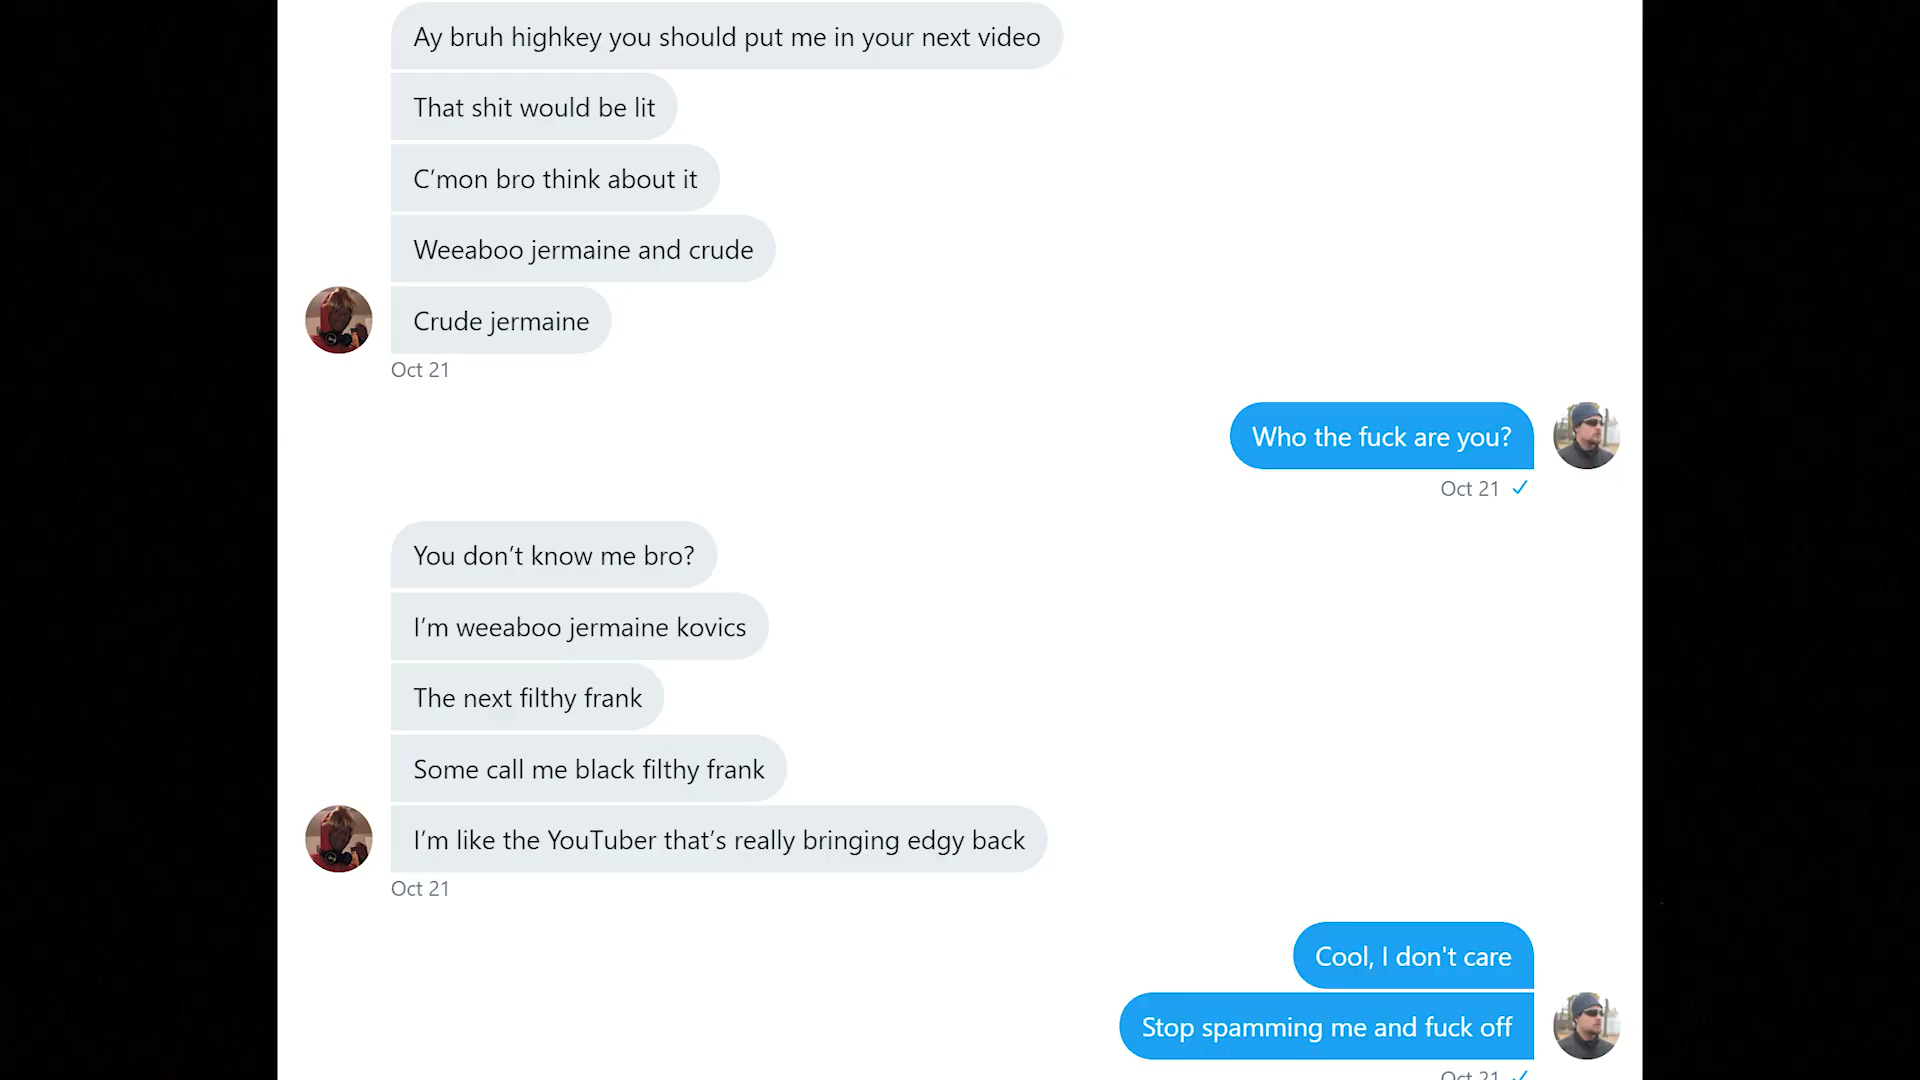 Ay bruh highkey you should put me in your next video
That shit would be lit
C’mon bro think about it
Weeaboo jermaine and crude
Crude jermaine
Oct 21
Who the fuck are you?
Oct 21
You don’t know me bro?
I’m weeaboo jermaine kovics
The next filthy frank
Some call me black filthy frank
I’m like the YouTuber that’s really bringing edgy back
Oct 21
Cool, I don't care
Stop spamming me and fuck off
Oct 21